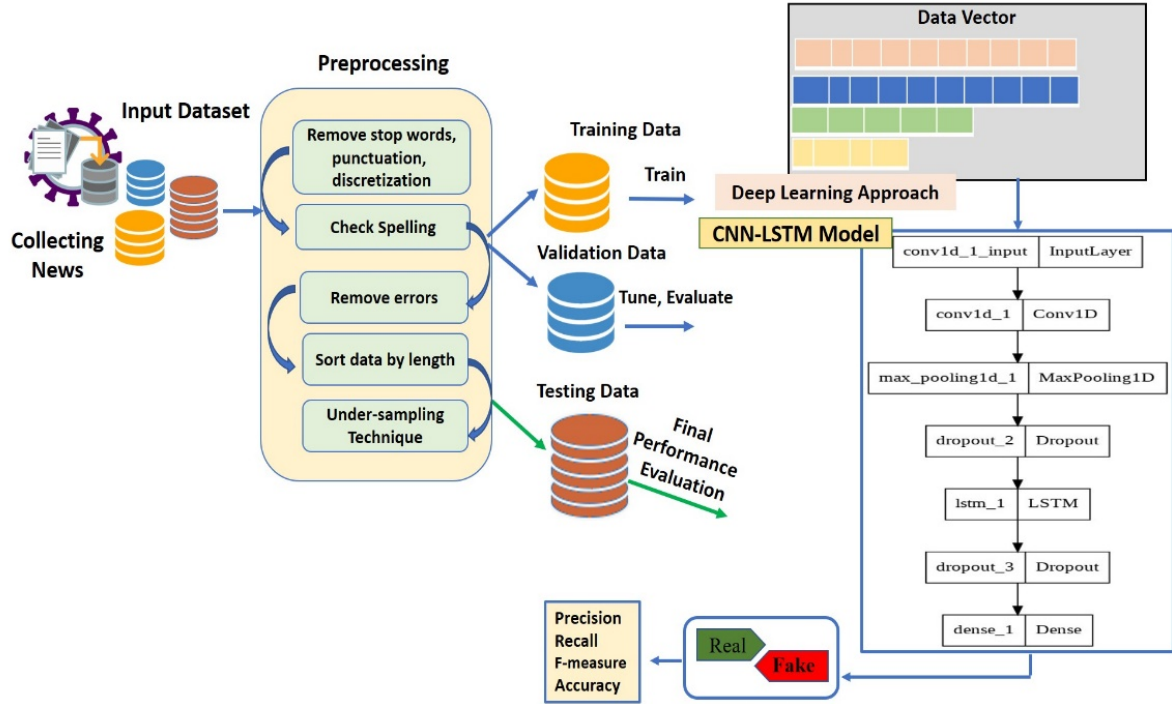 Input Dataset
Collecting
News
Preprocessing
Remove stop words,
punctuation,
discretization
Check Spelling
Remove errors
Sort data by length
Under-sampling
Technique
Training Data
Train
Validation Data
Tune, Evaluate
Testing Data
Final
Performance
Evaluation
Data Vector
Deep Learning Approach
CNN-LSTM Model
conv1d_1_input InputLayer
conv1d_1 Conv1D
max_pooling1d_1 MaxPooling1D
dropout_2 Dropout
lstm_1 LSTM
dropout_3 Dropout
dense_1 Dense
Real
Fake
Precision
Recall
F-measure
Accuracy